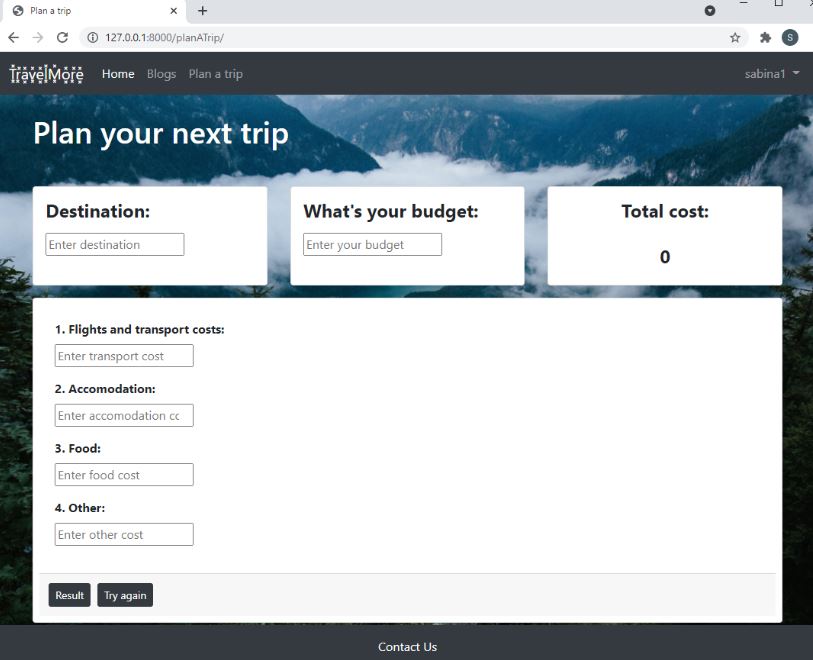 Plan a trip
127.0.0.1:8000/planATrip/
S
TravelMore Home Blogs Plan a trip sabina1
Plan your next trip
Destination:
Enter destination
What's your budget:
Enter your budget
Total cost:
0
1. Flights and transport costs:
Enter transport cost
2. Accomodation:
Enter accomodation cc
3. Food:
Enter food cost
4. Other:
Enter other cost
Result Try again
Contact Us